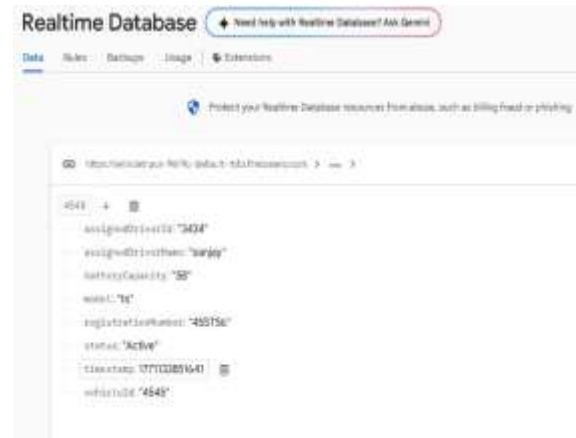 Realtime Database Need help with Realtime Database? Ask Gemini
Data Rules Backups Usage Extensions
Protect your Realtime Database resources from abuse, such as billing fraud or phishing
4545
assignedDriverId: "3434"
assignedDriverName: "sanjay"
batteryCapacity: "58"
model: "ts"
registrationNumber:
status: "Active"
timestamp:
vehicleId: "4545"